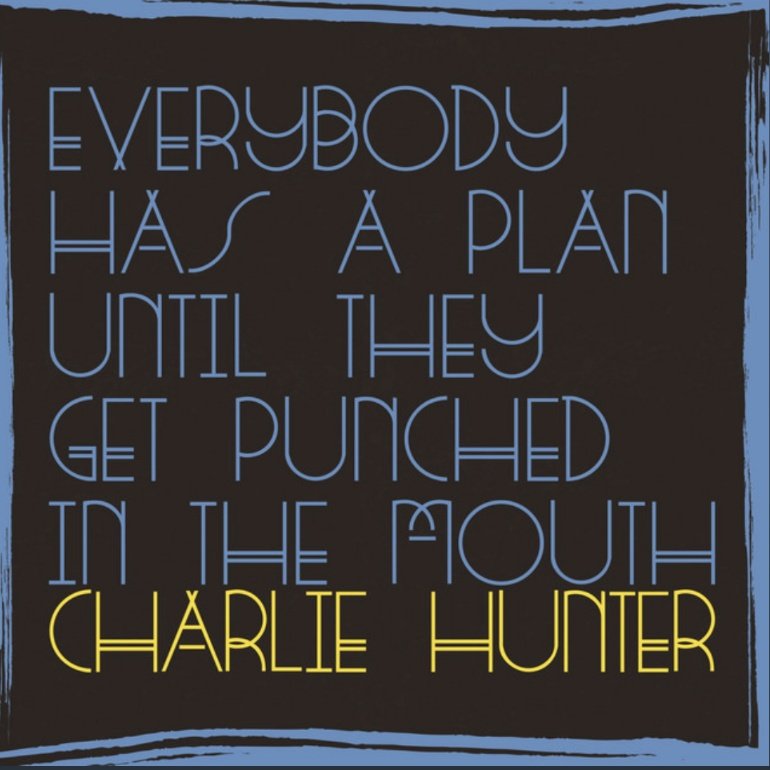 EVERYBODY
HAS A PLAN
UNTIL THEY
GET PUNCHED
IN THE MOUTH
CHARLIE HUNTER